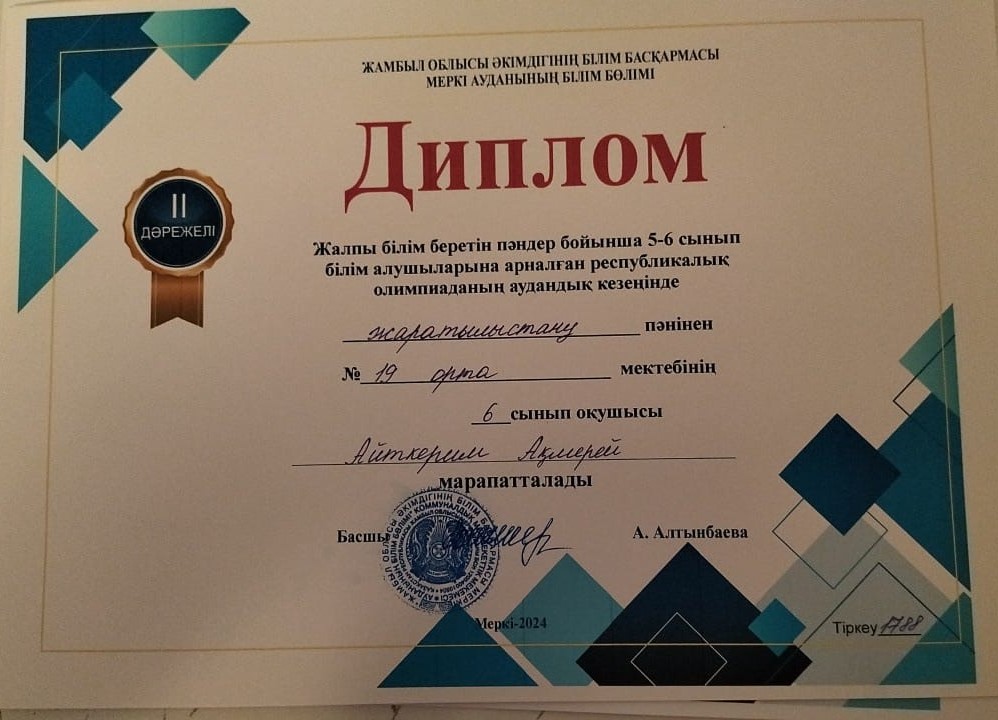 ЖАМБЫЛ ОБЛЫСЫ ӘКІМДІГІНІҢ БІЛІМ БАСҚАРМАСЫ
МЕРКІ АУДАНЫНЫҢ БІЛІМ БӨЛІМІ
Диплом
II
ДӘРЕЖЕЛІ
Жалпы білім беретін пәндер бойынша 5-6 сынып
білім алушыларына арналған республикалық
олимпиаданың аудандық кезеңінде
жаратылыстану пәнінен
№ 19 орта мектебінің
6 сынып оқушысы
Айткерим Ақмерей
марапатталады
Басшы А. Алтынбаева
Меркі-2024
Тіркеу 1788